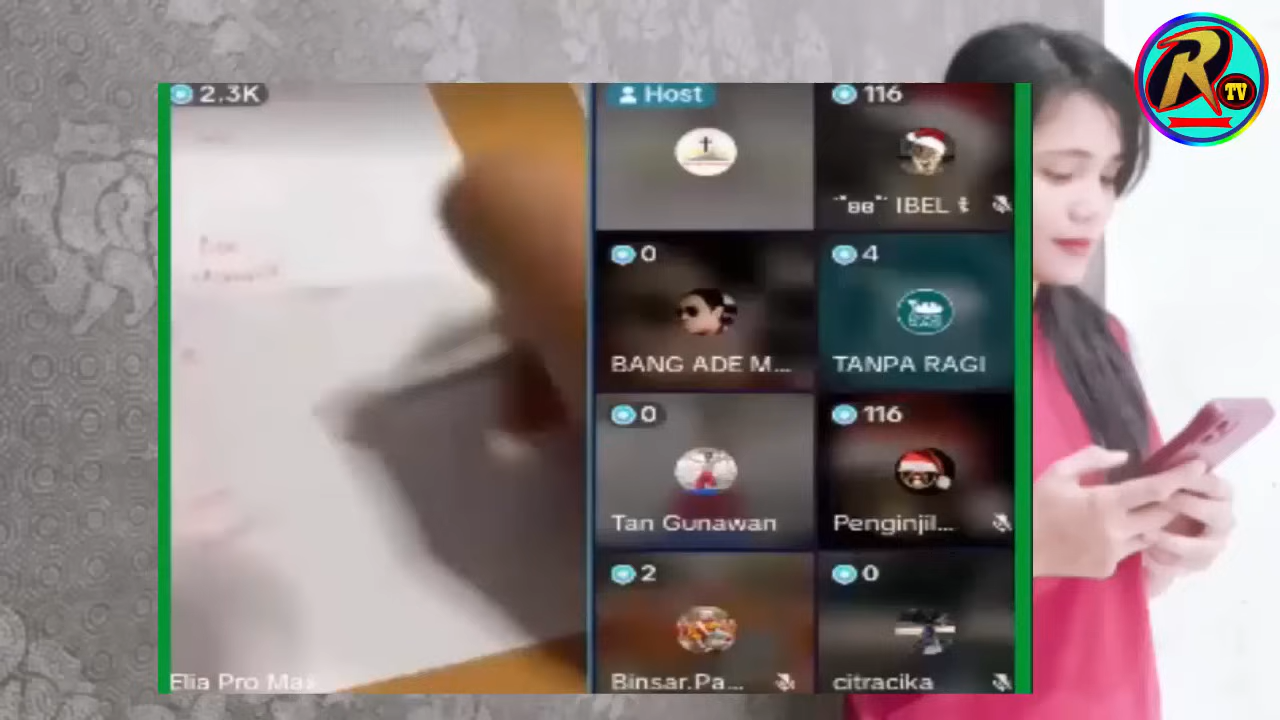 R
TV
2.3K
Host
116
IBEL
0
4
BANG ADE M...
TANPA RAGI
0
116
Tan Gunawan
Penginjil...
2
0
Elia Pro Max
Binsar.Pa...
citracika